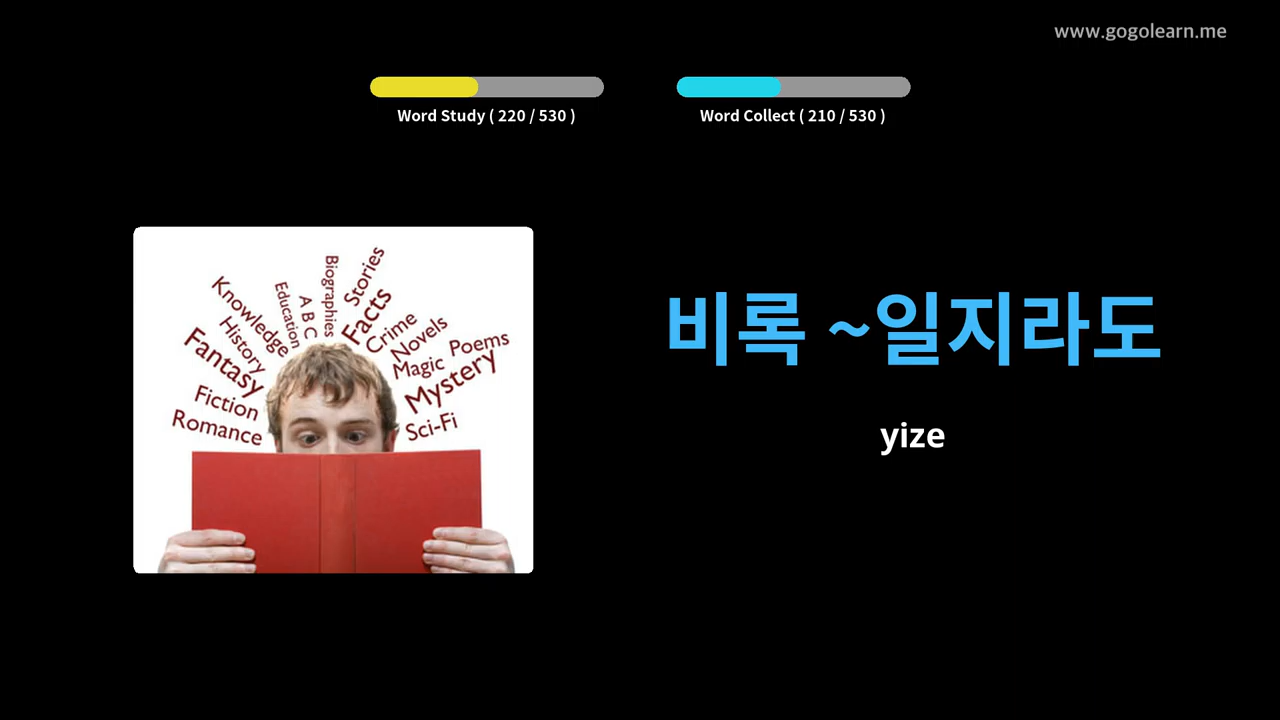 www.gogolearn.me
Word Study ( 220 / 530 )
Word Collect ( 210 / 530 )
Biographies
Stories
Knowledge
Education
A B C
Facts
Crime
History
Novels
Fantasy
Magic
Poems
Mystery
Fiction
Romance
Sci-Fi
비록 ~일지라도
yize